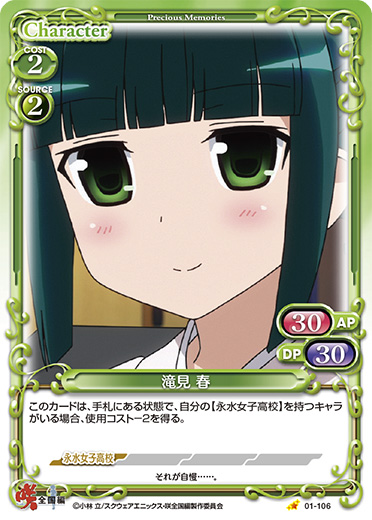 Precious Memories
Character
COST
2
SOURCE
2
30 AP
DP 30
滝見 春
このカードは、手札にある状態で、自分の【永水女子高校】を持つキャラ
がいる場合、使用コスト－2を得る。
永水女子高校
それが自慢……。
咲 全国編
©小林 立/スクウェアエニックス・咲全国編製作委員会
01-106